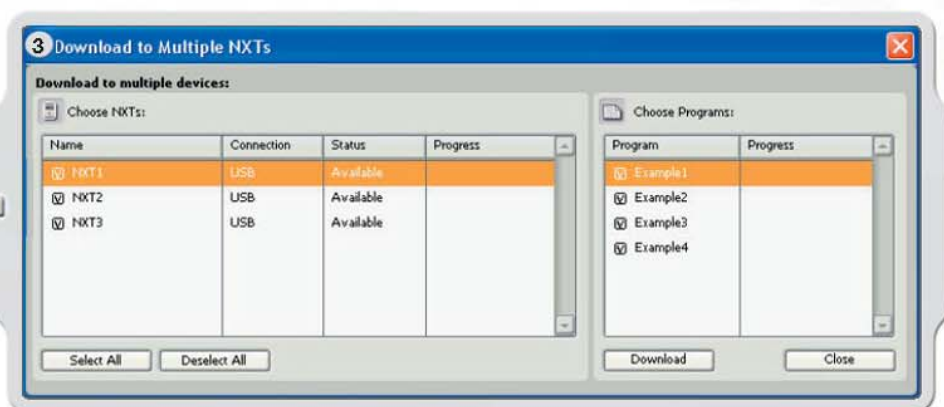 3 Download to Multiple NXTs
Download to multiple devices:
Choose NXTs:
Name Connection Status Progress
NXT1 USB Available
NXT2 USB Available
NXT3 USB Available
Select All Deselect All
Choose Programs:
Program Progress
Example1
Example2
Example3
Example4
Download Close